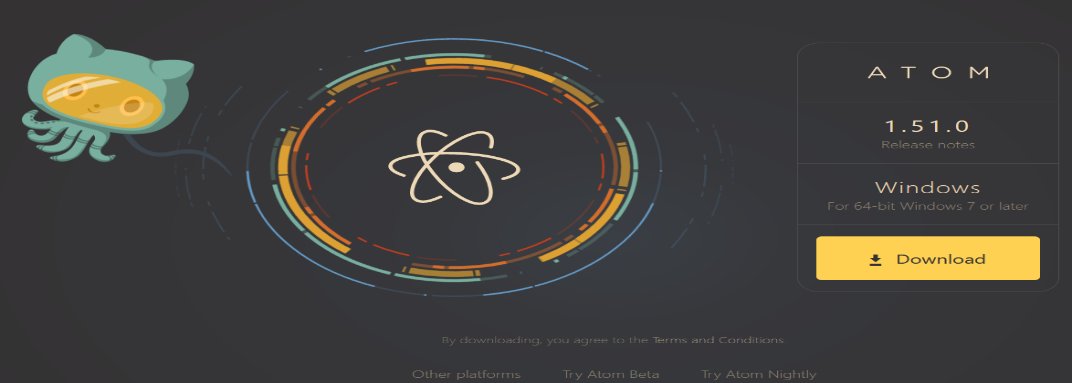 ATOM
1.51.0
Release notes
Windows
For 64-bit Windows 7 or later
Download
By downloading, you agree to the Terms and Conditions
Other platforms Try Atom Beta Try Atom Nightly